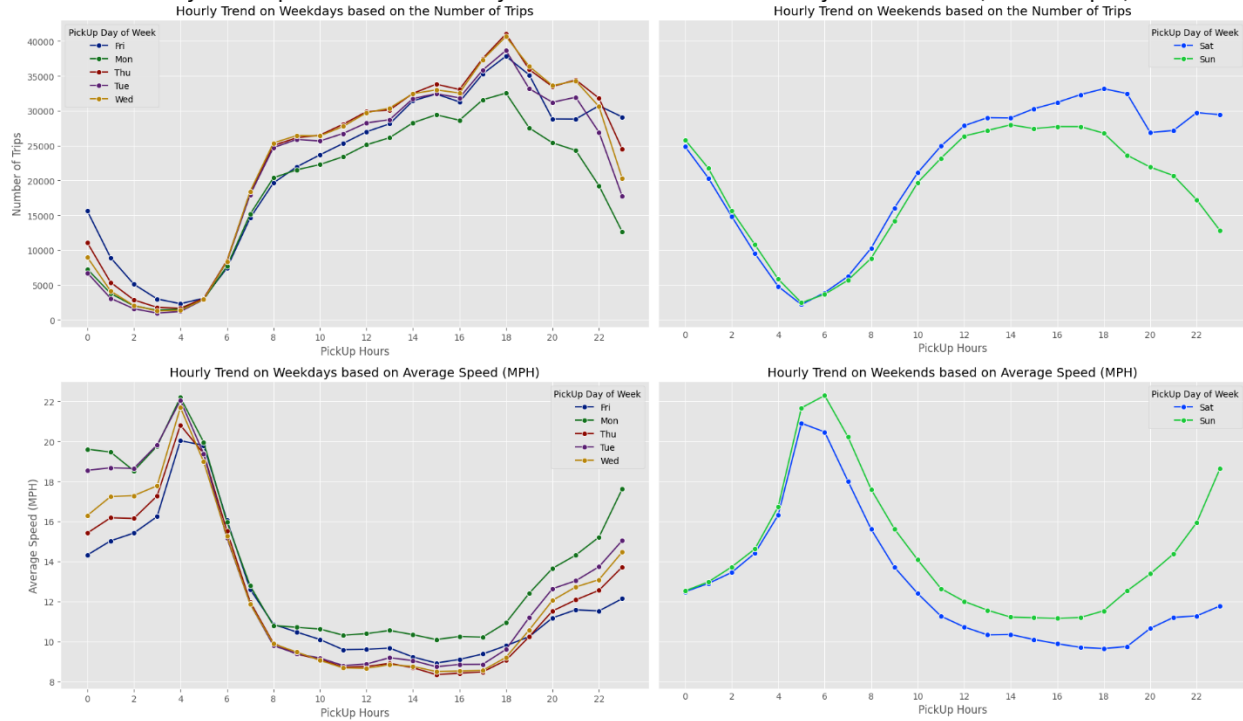 Hourly Trend on Weekdays based on the Number of Trips
PickUp Day of Week
Fri
Mon
Thu
Tue
Wed
40000
35000
30000
25000
20000
15000
10000
5000
0
Number of Trips
0 2 4 6 8 10 12 14 16 18 20 22
PickUp Hours
Hourly Trend on Weekends based on the Number of Trips
PickUp Day of Week
Sat
Sun
0 2 4 6 8 10 12 14 16 18 20 22
PickUp Hours
Hourly Trend on Weekdays based on Average Speed (MPH)
PickUp Day of Week
Fri
Mon
Thu
Tue
Wed
22
20
18
16
14
12
10
8
Average Speed (MPH)
0 2 4 6 8 10 12 14 16 18 20 22
PickUp Hours
Hourly Trend on Weekends based on Average Speed (MPH)
PickUp Day of Week
Sat
Sun
0 2 4 6 8 10 12 14 16 18 20 22
PickUp Hours